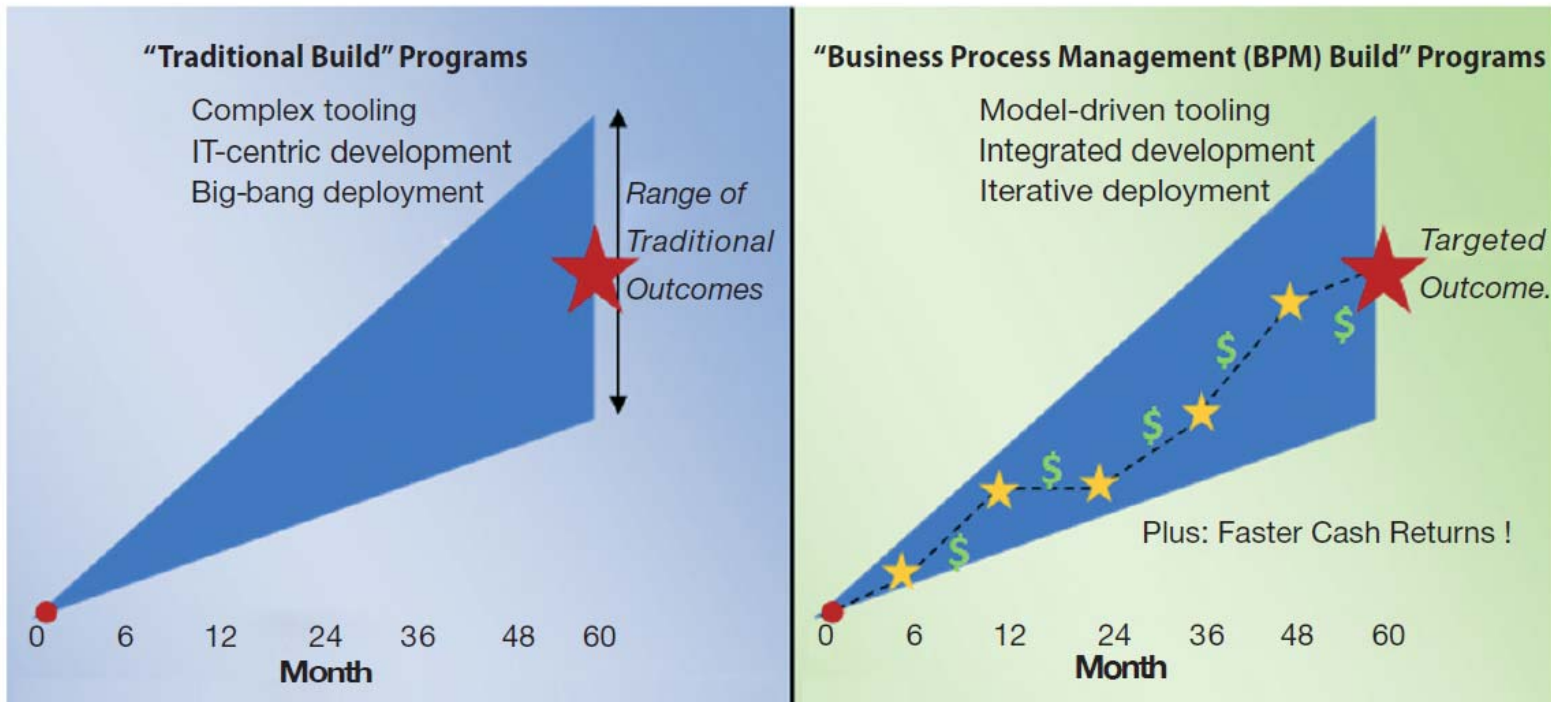 “Traditional Build” Programs
Complex tooling
IT-centric development
Big-bang deployment
Range of
Traditional
Outcomes
0 6 12 24 36 48 60
Month
“Business Process Management (BPM) Build” Programs
Model-driven tooling
Integrated development
Iterative deployment
Targeted
Outcome.
$
$
$
$
$
Plus: Faster Cash Returns !
0 6 12 24 36 48 60
Month